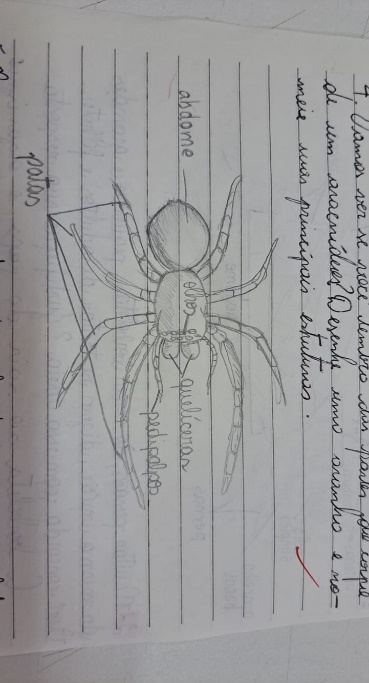 4. Vamos ver se você lembra das partes do corpo
de um aracnídeo? Desenhe uma aranha e no-
meie suas principais estruturas.
abdome
patas
olhos
quelíceras
pedipalpos